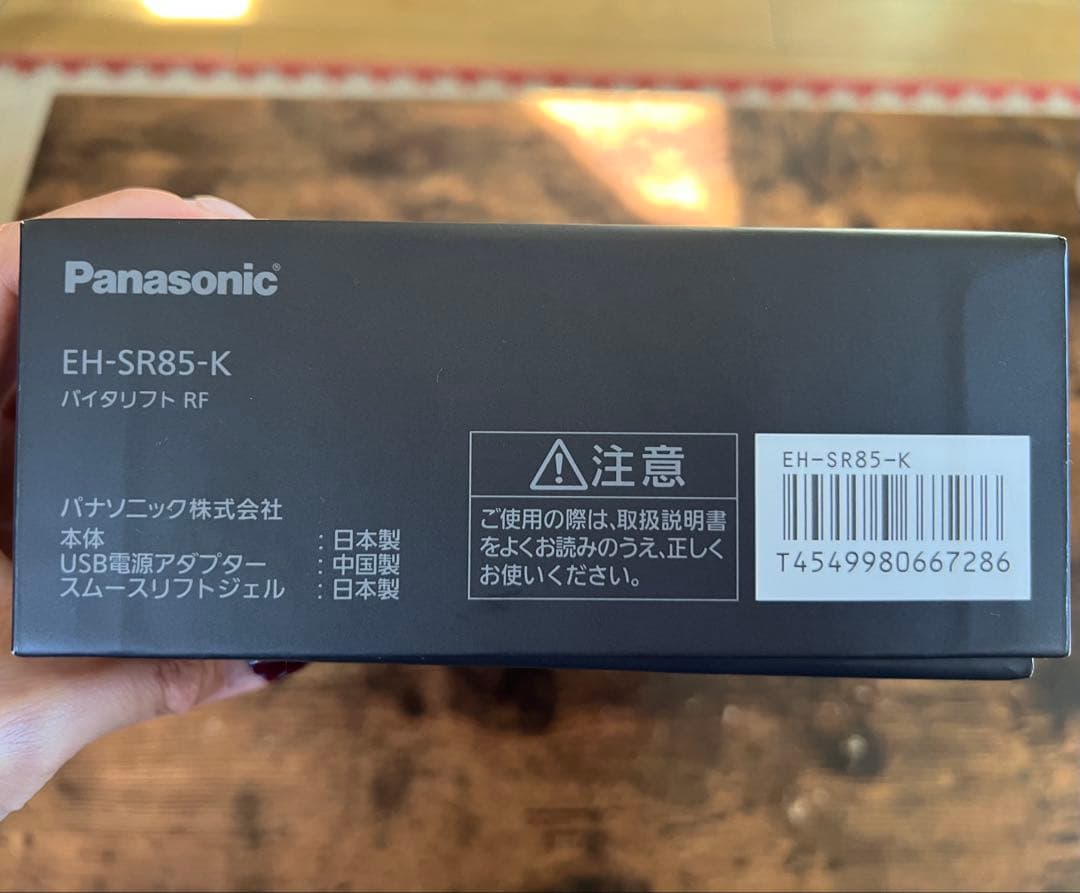 Panasonic®
EH-SR85-K
バイタリフト RF
パナソニック株式会社
本体 : 日本製
USB電源アダプター : 中国製
スムースリフトジェル : 日本製
⚠注意
ご使用の際は、取扱説明書
をよくお読みのうえ、正しく
お使いください。
EH-SR85-K
T4549980667286